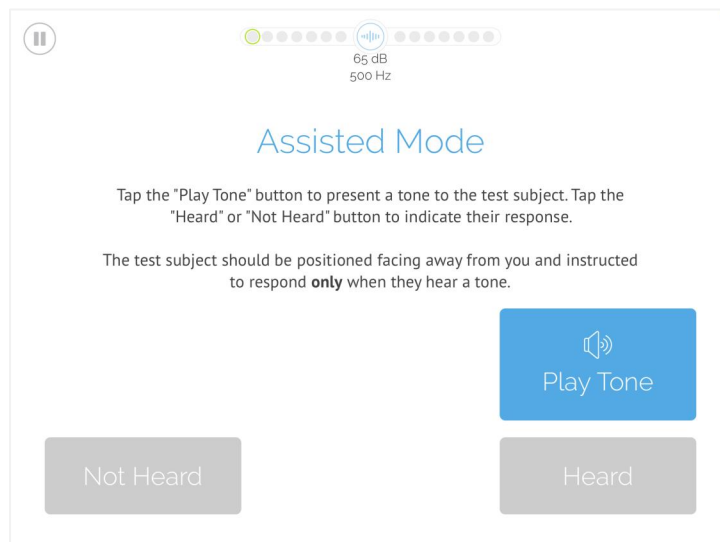 65 dB
500 Hz
Assisted Mode
Tap the "Play Tone" button to present a tone to the test subject. Tap the
"Heard" or "Not Heard" button to indicate their response.
The test subject should be positioned facing away from you and instructed
to respond only when they hear a tone.
Play Tone
Not Heard
Heard